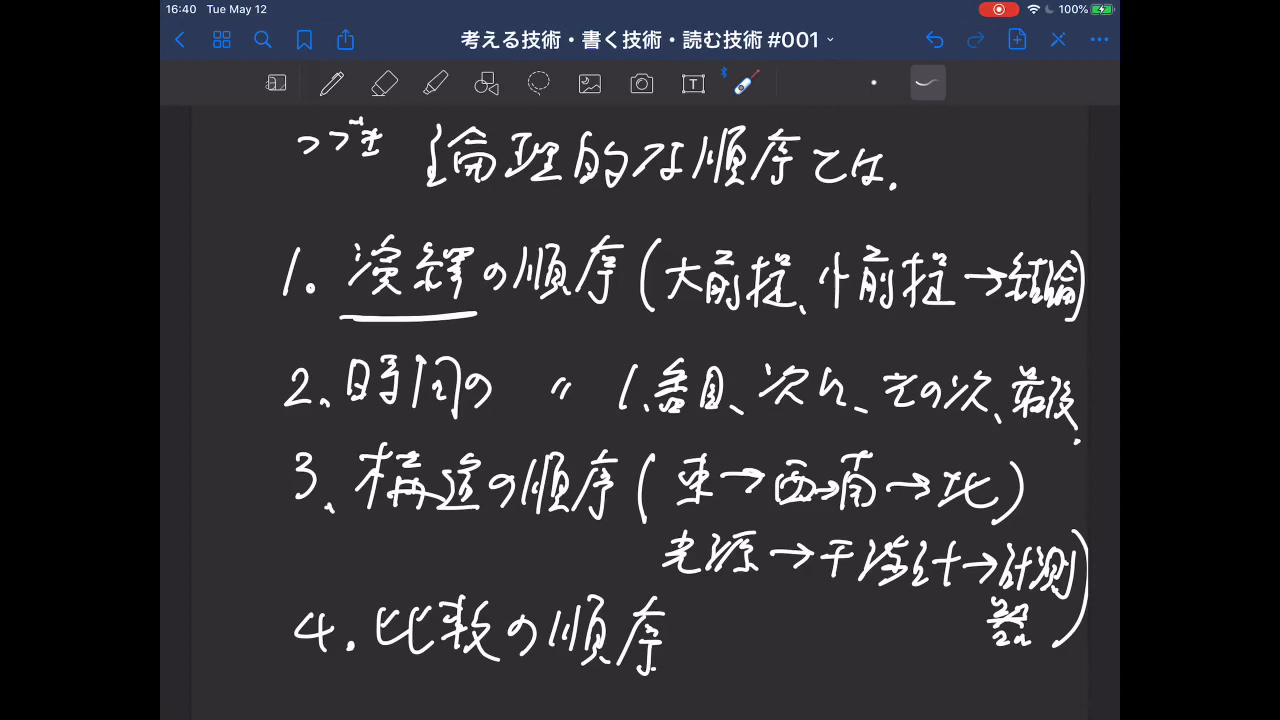 16:40 Tue May 12 100%
考える技術・書く技術・読む技術 #001
T
つづき 論理的な順序とは.
1. 演繹の順序(大前提、小前提→結論)
2、時間の 〃 1、番目、次に、その次、最後.
3、構造の順序(東→西→南→北)
光源→干渉計→計測器)
4. 比較の順序